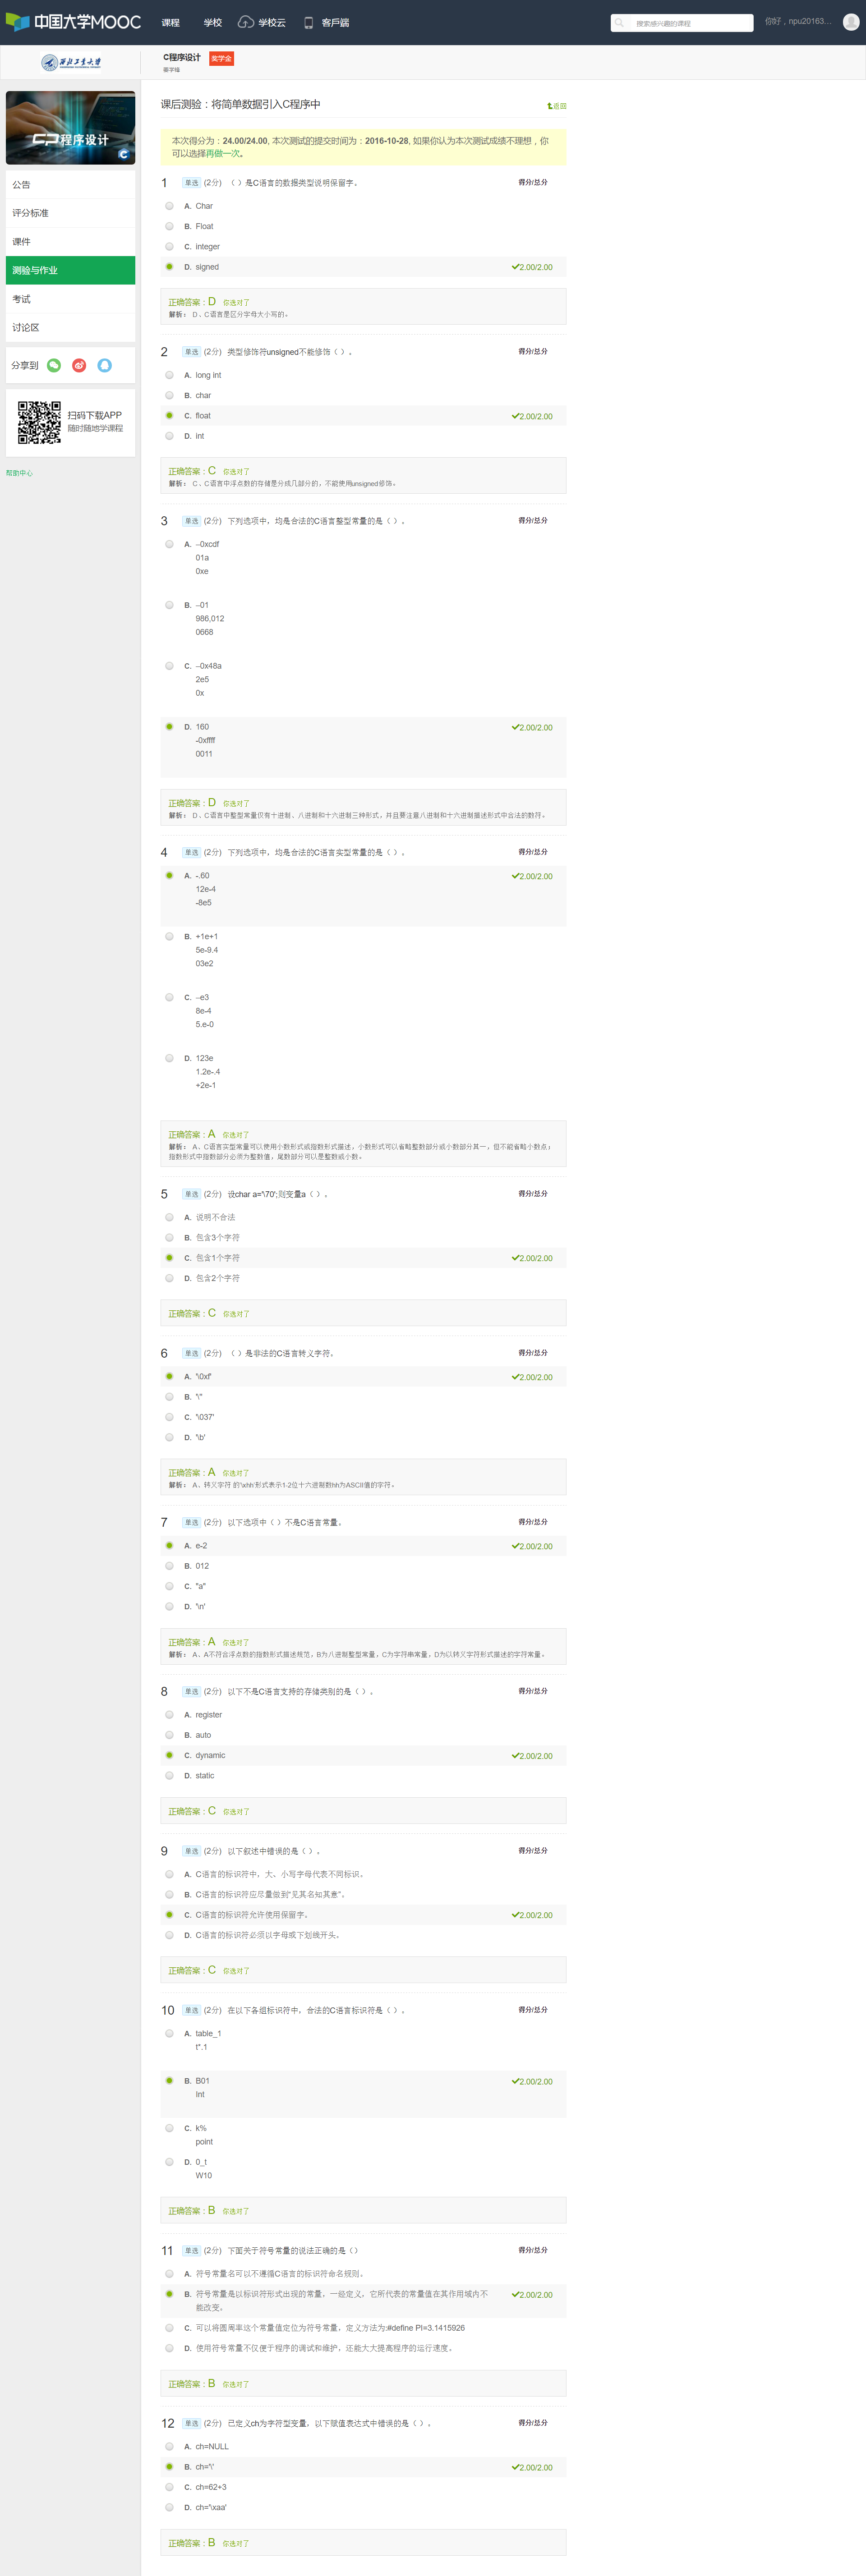 中国大学MOOC
课程
学校
学校云
客戶端
搜索感兴趣的课程
你好，npu20163...
西北工业大学
C程序设计 奖学金
姜学锋
C程序设计
公告
评分标准
课件
测验与作业
考试
讨论区
分享到
扫码下载APP
随时随地学课程
帮助中心
课后测验：将简单数据引入C程序中
返回
本次得分为：24.00/24.00, 本次测试的提交时间为：2016-10-28, 如果你认为本次测试成绩不理想，你
可以选择再做一次。
1 单选 (2分) （ ）是C语言的数据类型说明保留字。 得分/总分
A. Char
B. Float
C. integer
D. signed 2.00/2.00
正确答案：D 你选对了
解析： D、C语言是区分字母大小写的。
2 单选 (2分) 类型修饰符unsigned不能修饰（ ）。 得分/总分
A. long int
B. char
C. float 2.00/2.00
D. int
正确答案：C 你选对了
解析： C、C语言中浮点数的存储是分成几部分的，不能使用unsigned修饰。
3 单选 (2分) 下列选项中，均是合法的C语言整型常量的是（ ）。 得分/总分
A. –0xcdf
01a
0xe
B. –01
986,012
0668
C. –0x48a
2e5
0x
D. 160 2.00/2.00
-0xffff
0011
正确答案：D 你选对了
解析： D、C语言中整型常量仅有十进制、八进制和十六进制三种形式，并且要注意八进制和十六进制描述形式中合法的数符。
4 单选 (2分) 下列选项中，均是合法的C语言实型常量的是（ ）。 得分/总分
A. -.60 2.00/2.00
12e-4
-8e5
B. +1e+1
5e-9.4
03e2
C. –e3
8e-4
5.e-0
D. 123e
1.2e-.4
+2e-1
正确答案：A 你选对了
解析： A、C语言实型常量可以使用小数形式或指数形式描述，小数形式可以省略整数部分或小数部分其一，但不能省略小数点；
指数形式中指数部分必须为整数值，尾数部分可以是整数或小数。
5 单选 (2分) 设char a='\70';则变量a（ ）。 得分/总分
A. 说明不合法
B. 包含3个字符
C. 包含1个字符 2.00/2.00
D. 包含2个字符
正确答案：C 你选对了
6 单选 (2分) （ ）是非法的C语言转义字符。 得分/总分
A. '\0xf' 2.00/2.00
B. '\"
C. '\037'
D. '\b'
正确答案：A 你选对了
解析： A、转义字符 的'\xhh'形式表示1-2位十六进制数hh为ASCII值的字符。
7 单选 (2分) 以下选项中（ ）不是C语言常量。 得分/总分
A. e-2 2.00/2.00
B. 012
C. "a"
D. '\n'
正确答案：A 你选对了
解析： A、A不符合浮点数的指数形式描述规范，B为八进制整型常量，C为字符串常量，D为以转义字符形式描述的字符常量。
8 单选 (2分) 以下不是C语言支持的存储类别的是（ ）。 得分/总分
A. register
B. auto
C. dynamic 2.00/2.00
D. static
正确答案：C 你选对了
9 单选 (2分) 以下叙述中错误的是（ ）。 得分/总分
A. C语言的标识符中，大、小写字母代表不同标识。
B. C语言的标识符应尽量做到“见其名知其意”。
C. C语言的标识符允许使用保留字。 2.00/2.00
D. C语言的标识符必须以字母或下划线开头。
正确答案：C 你选对了
10 单选 (2分) 在以下各组标识符中，合法的C语言标识符是（ ）。 得分/总分
A. table_1
t*.1
B. B01 2.00/2.00
Int
C. k%
point
D. 0_t
W10
正确答案：B 你选对了
11 单选 (2分) 下面关于符号常量的说法正确的是（） 得分/总分
A. 符号常量名可以不遵循C语言的标识符命名规则。
B. 符号常量是以标识符形式出现的常量，一经定义，它所代表的常量值在其作用域内不 2.00/2.00
能改变。
C. 可以将圆周率这个常量值定位为符号常量，定义方法为:#define PI=3.1415926
D. 使用符号常量不仅便于程序的调试和维护，还能大大提高程序的运行速度。
正确答案：B 你选对了
12 单选 (2分) 已定义ch为字符型变量，以下赋值表达式中错误的是（ ）。 得分/总分
A. ch=NULL
B. ch='\' 2.00/2.00
C. ch=62+3
D. ch='\xaa'
正确答案：B 你选对了